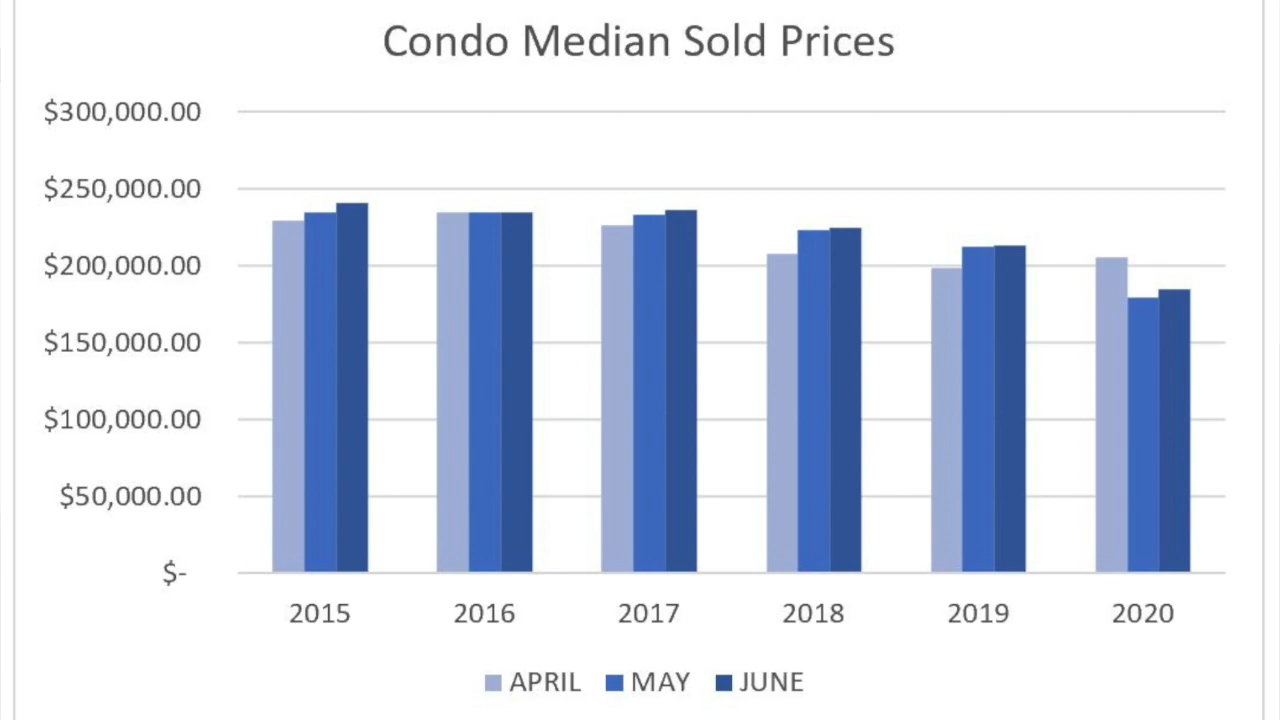 Condo Median Sold Prices
$300,000.00
$250,000.00
$200,000.00
$150,000.00
$100,000.00
$50,000.00
$-
2015 2016 2017 2018 2019 2020
APRIL MAY JUNE